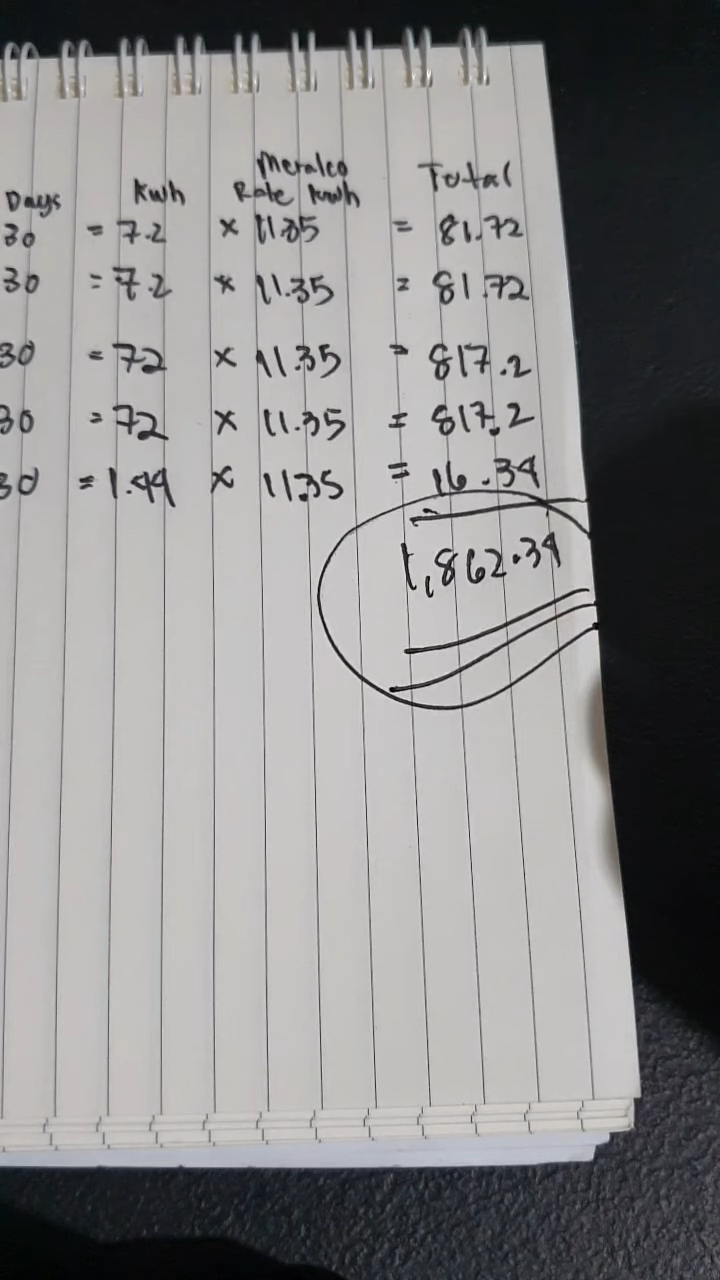 Meralco
Days Kwh Rate Kwh Total
30 = 7.2 x 11.35 = 81.72
30 = 7.2 x 11.35 = 81.72
30 = 72 x 11.35 = 817.2
30 = 72 x 11.35 = 817.2
30 = 1.44 x 11.35 = 16.34
1,862.34